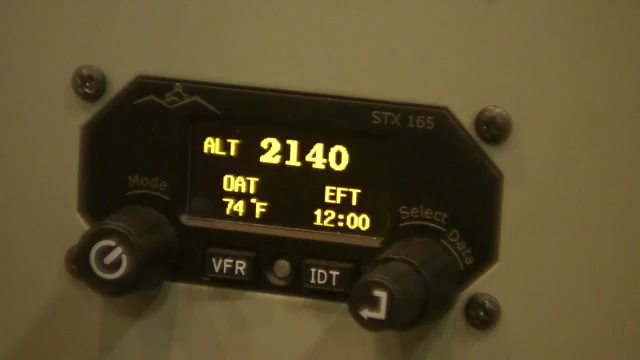 STX 165
ALT 2140
OAT EFT
74°F 12:00
Mode
Select
Data
VFR IDT